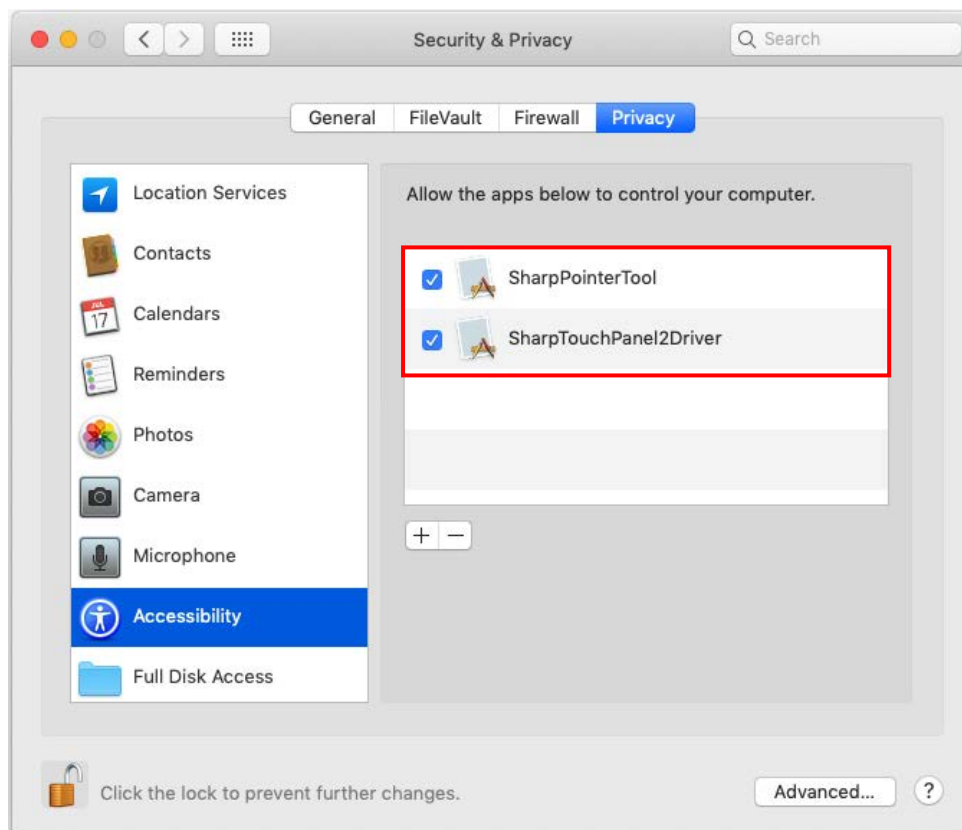 Security & Privacy
Search
General FileVault Firewall Privacy
Location Services
Contacts
JUL
17
Calendars
Reminders
Photos
Camera
Microphone
Accessibility
Full Disk Access
Allow the apps below to control your computer.
SharpPointerTool
SharpTouchPanel2Driver
+ −
Click the lock to prevent further changes.
Advanced... ?